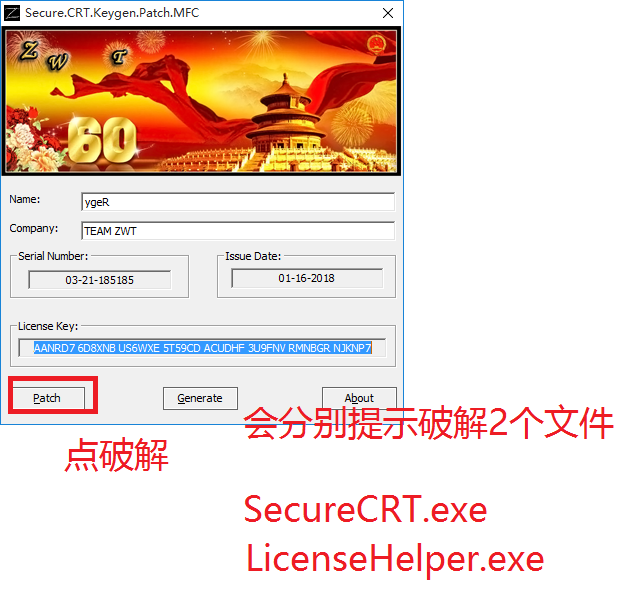 Secure.CRT.Keygen.Patch.MFC
Z W T
60
Name:
ygeR
Company:
TEAM ZWT
Serial Number:
03-21-185185
Issue Date:
01-16-2018
License Key:
AANRD7 6D8XNB US6WXE 5T59CD ACUDHF 3U9FNV RMNBGR NJKNP7
Patch
Generate
About
点破解
会分别提示破解2个文件
SecureCRT.exe
LicenseHelper.exe